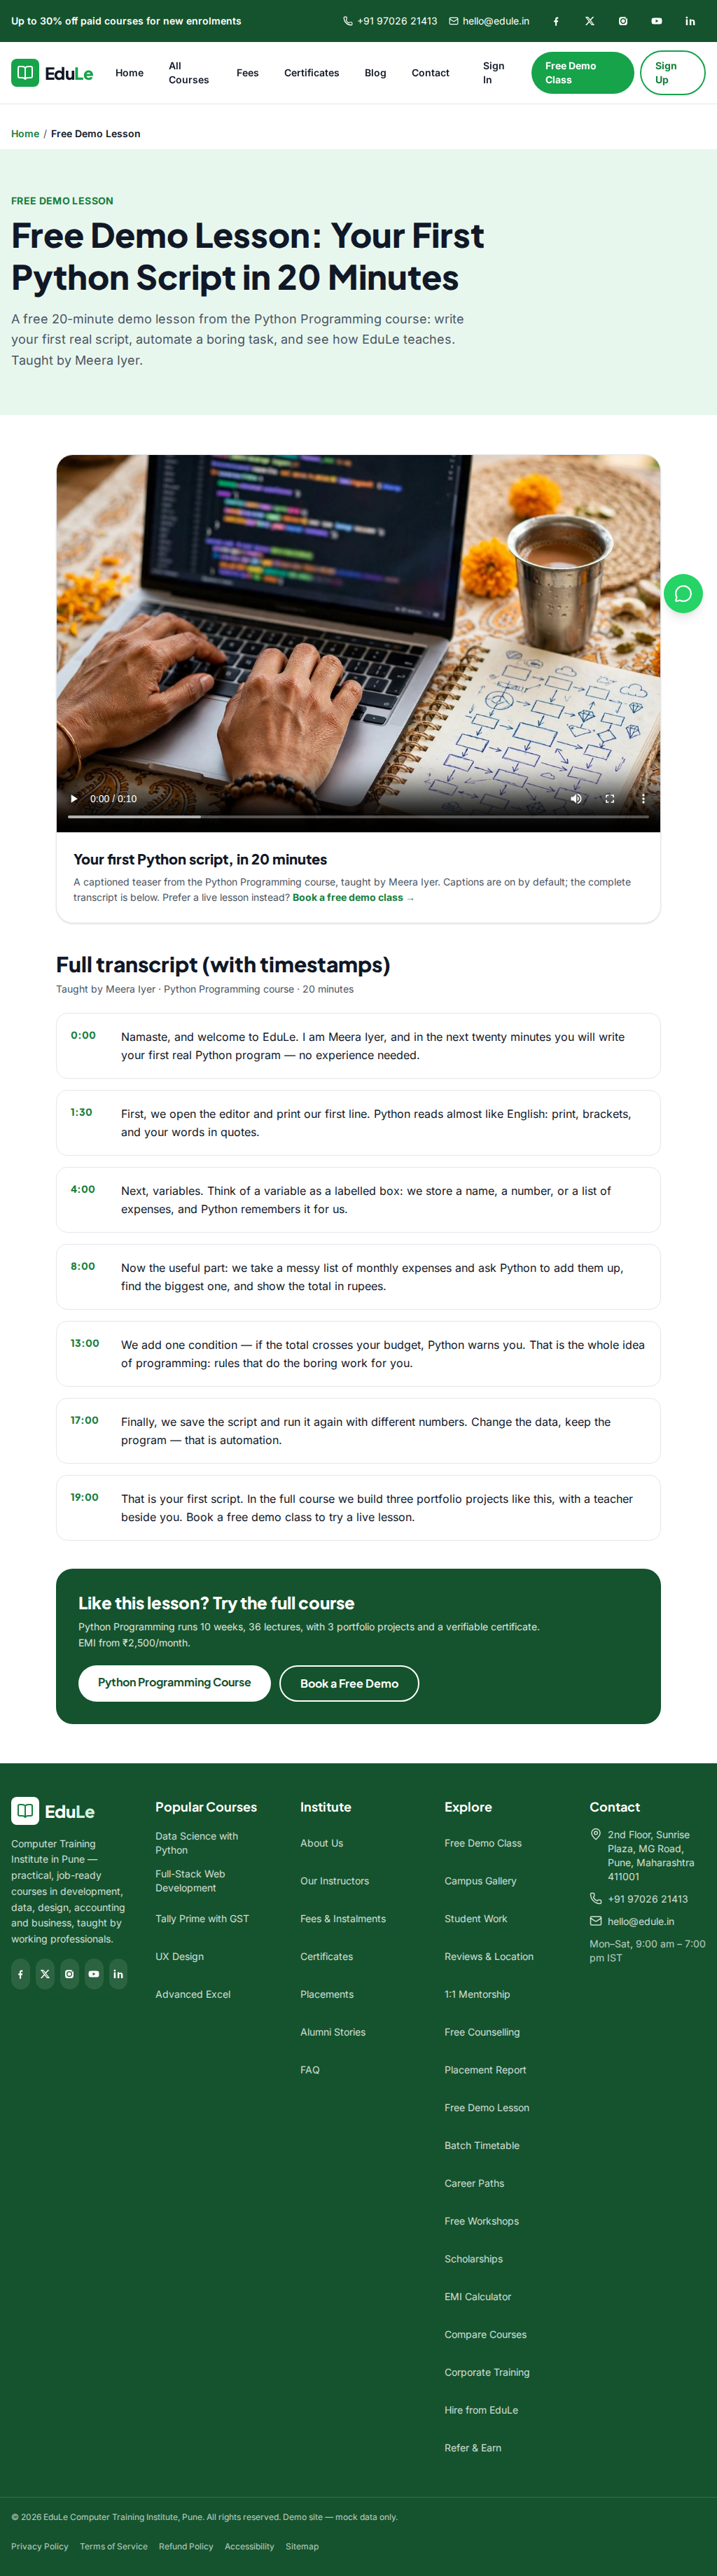 Up to 30% off paid courses for new enrolments
+91 97026 21413
hello@edule.in
EduLe
Home
All
Courses
Fees
Certificates
Blog
Contact
Sign
In
Free Demo
Class
Sign
Up
Home / Free Demo Lesson
FREE DEMO LESSON
Free Demo Lesson: Your First
Python Script in 20 Minutes
A free 20-minute demo lesson from the Python Programming course: write
your first real script, automate a boring task, and see how EduLe teaches.
Taught by Meera Iyer.
0:00 / 0:10
Your first Python script, in 20 minutes
A captioned teaser from the Python Programming course, taught by Meera Iyer. Captions are on by default; the complete
transcript is below. Prefer a live lesson instead? Book a free demo class →
Full transcript (with timestamps)
Taught by Meera Iyer · Python Programming course · 20 minutes
0:00
Namaste, and welcome to EduLe. I am Meera Iyer, and in the next twenty minutes you will write
your first real Python program — no experience needed.
1:30
First, we open the editor and print our first line. Python reads almost like English: print, brackets,
and your words in quotes.
4:00
Next, variables. Think of a variable as a labelled box: we store a name, a number, or a list of
expenses, and Python remembers it for us.
8:00
Now the useful part: we take a messy list of monthly expenses and ask Python to add them up,
find the biggest one, and show the total in rupees.
13:00
We add one condition — if the total crosses your budget, Python warns you. That is the whole idea
of programming: rules that do the boring work for you.
17:00
Finally, we save the script and run it again with different numbers. Change the data, keep the
program — that is automation.
19:00
That is your first script. In the full course we build three portfolio projects like this, with a teacher
beside you. Book a free demo class to try a live lesson.
Like this lesson? Try the full course
Python Programming runs 10 weeks, 36 lectures, with 3 portfolio projects and a verifiable certificate.
EMI from ₹2,500/month.
Python Programming Course
Book a Free Demo
EduLe
Computer Training
Institute in Pune —
practical, job-ready
courses in development,
data, design, accounting
and business, taught by
working professionals.
Popular Courses
Data Science with
Python
Full-Stack Web
Development
Tally Prime with GST
UX Design
Advanced Excel
Institute
About Us
Our Instructors
Fees & Instalments
Certificates
Placements
Alumni Stories
FAQ
Explore
Free Demo Class
Campus Gallery
Student Work
Reviews & Location
1:1 Mentorship
Free Counselling
Placement Report
Free Demo Lesson
Batch Timetable
Career Paths
Free Workshops
Scholarships
EMI Calculator
Compare Courses
Corporate Training
Hire from EduLe
Refer & Earn
Contact
2nd Floor, Sunrise
Plaza, MG Road,
Pune, Maharashtra
411001
+91 97026 21413
hello@edule.in
Mon–Sat, 9:00 am – 7:00
pm IST
© 2026 EduLe Computer Training Institute, Pune. All rights reserved. Demo site — mock data only.
Privacy Policy
Terms of Service
Refund Policy
Accessibility
Sitemap